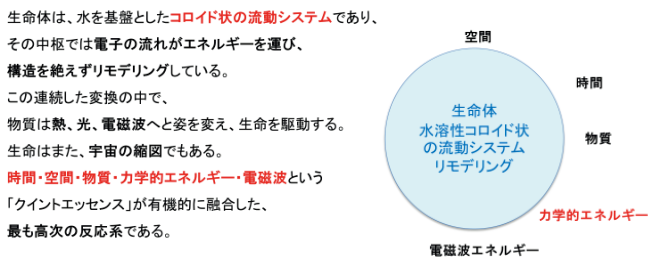 生命体は、水を基盤としたコロイド状の流動システムであり、
その中枢では電子の流れがエネルギーを運び、
構造を絶えずリモデリングしている。
この連続した変換の中で、
物質は熱、光、電磁波へと姿を変え、生命を駆動する。
生命はまた、宇宙の縮図でもある。
時間・空間・物質・力学的エネルギー・電磁波という
「クイントエッセンス」が有機的に融合した、
最も高次の反応系である。
空間
時間
物質
力学的エネルギー
電磁波エネルギー
生命体
水溶性コロイド状
の流動システム
リモデリング